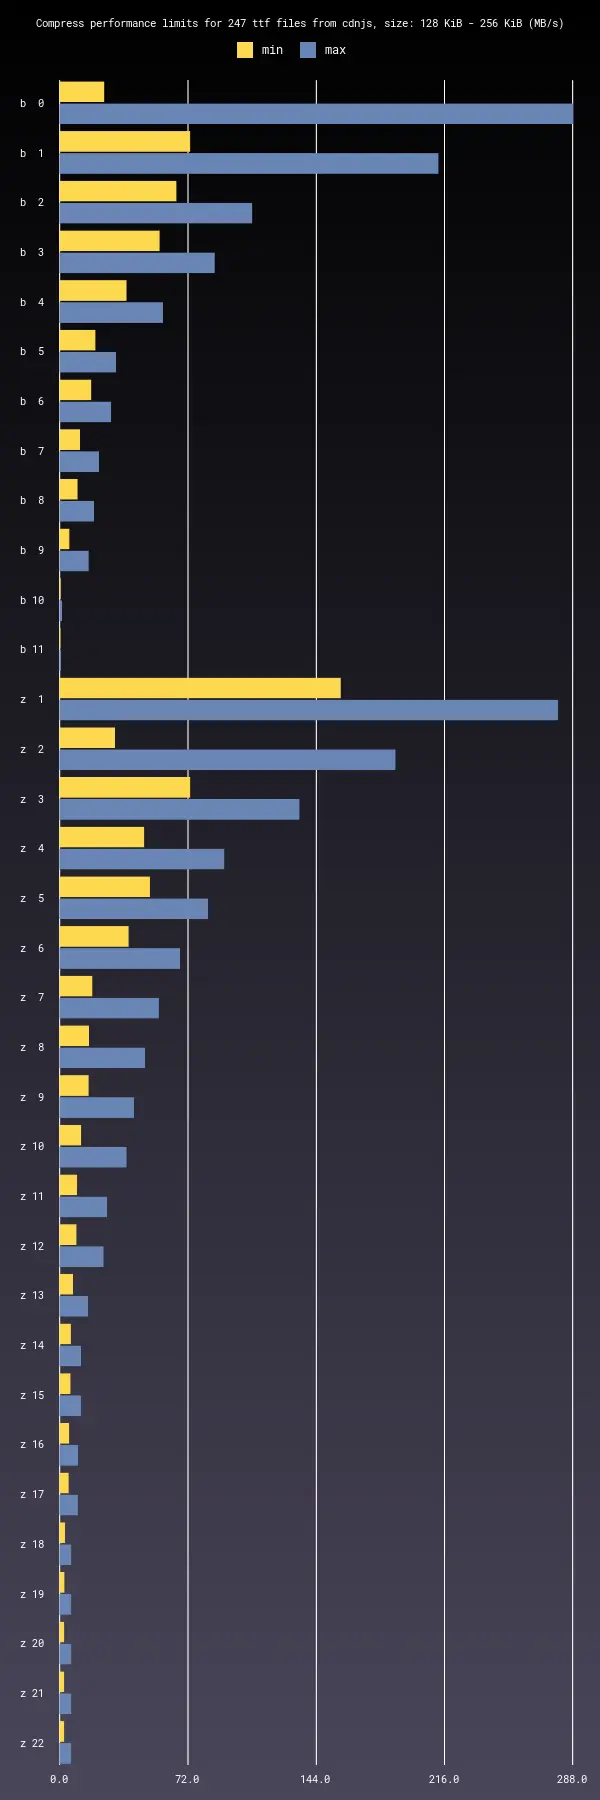 Compress performance limits for 247 ttf files from cdnjs, size: 128 KiB - 256 KiB (MB/s)
min max
b 0
b 1
b 2
b 3
b 4
b 5
b 6
b 7
b 8
b 9
b 10
b 11
z 1
z 2
z 3
z 4
z 5
z 6
z 7
z 8
z 9
z 10
z 11
z 12
z 13
z 14
z 15
z 16
z 17
z 18
z 19
z 20
z 21
z 22
0.0 72.0 144.0 216.0 288.0